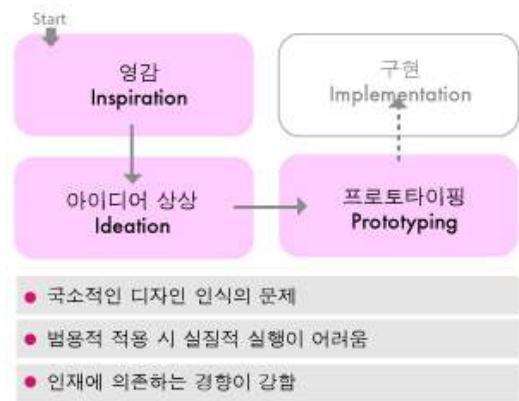 Start
영감
Inspiration
구현
Implementation
아이디어 상상
Ideation
프로토타이핑
Prototyping
국소적인 디자인 인식의 문제
범용적 적용 시 실질적 실행이 어려움
인재에 의존하는 경향이 강함